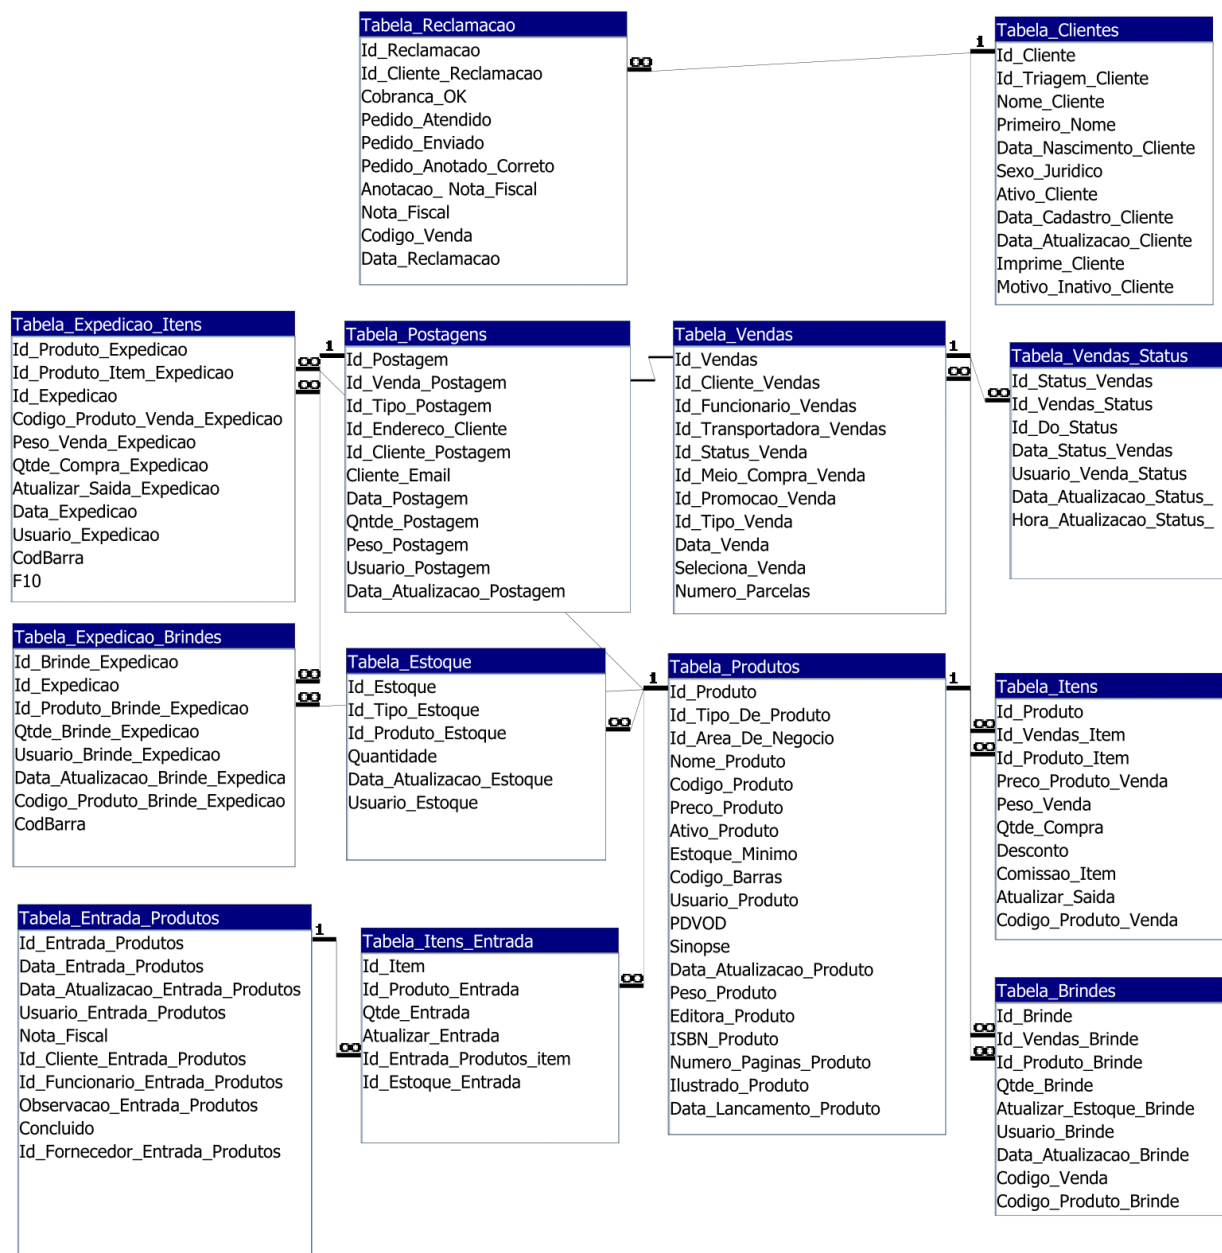 Tabela_Reclamacao
Id_Reclamacao
Id_Cliente_Reclamacao
Cobranca_OK
Pedido_Atendido
Pedido_Enviado
Pedido_Anotado_Correto
Anotacao_ Nota_Fiscal
Nota_Fiscal
Codigo_Venda
Data_Reclamacao
Tabela_Clientes
Id_Cliente
Id_Triagem_Cliente
Nome_Cliente
Primeiro_Nome
Data_Nascimento_Cliente
Sexo_Juridico
Ativo_Cliente
Data_Cadastro_Cliente
Data_Atualizacao_Cliente
Imprime_Cliente
Motivo_Inativo_Cliente
Tabela_Expedicao_Itens
Id_Produto_Expedicao
Id_Produto_Item_Expedicao
Id_Expedicao
Codigo_Produto_Venda_Expedicao
Peso_Venda_Expedicao
Qtde_Compra_Expedicao
Atualizar_Saida_Expedicao
Data_Expedicao
Usuario_Expedicao
CodBarra
F10
Tabela_Postagens
Id_Postagem
Id_Venda_Postagem
Id_Tipo_Postagem
Id_Endereco_Cliente
Id_Cliente_Postagem
Cliente_Email
Data_Postagem
Qntde_Postagem
Peso_Postagem
Usuario_Postagem
Data_Atualizacao_Postagem
Tabela_Vendas
Id_Vendas
Id_Cliente_Vendas
Id_Funcionario_Vendas
Id_Transportadora_Vendas
Id_Status_Venda
Id_Meio_Compra_Venda
Id_Promocao_Venda
Id_Tipo_Venda
Data_Venda
Seleciona_Venda
Numero_Parcelas
Tabela_Vendas_Status
Id_Status_Vendas
Id_Vendas_Status
Id_Do_Status
Data_Status_Vendas
Usuario_Venda_Status
Data_Atualizacao_Status_
Hora_Atualizacao_Status_
Tabela_Expedicao_Brindes
Id_Brinde_Expedicao
Id_Expedicao
Id_Produto_Brinde_Expedicao
Qtde_Brinde_Expedicao
Usuario_Brinde_Expedicao
Data_Atualizacao_Brinde_Expedica
Codigo_Produto_Brinde_Expedicao
CodBarra
Tabela_Estoque
Id_Estoque
Id_Tipo_Estoque
Id_Produto_Estoque
Quantidade
Data_Atualizacao_Estoque
Usuario_Estoque
Tabela_Produtos
Id_Produto
Id_Tipo_De_Produto
Id_Area_De_Negocio
Nome_Produto
Codigo_Produto
Preco_Produto
Ativo_Produto
Estoque_Minimo
Codigo_Barras
Usuario_Produto
PDVOD
Sinopse
Data_Atualizacao_Produto
Peso_Produto
Editora_Produto
ISBN_Produto
Numero_Paginas_Produto
Ilustrado_Produto
Data_Lancamento_Produto
Tabela_Itens
Id_Produto
Id_Vendas_Item
Id_Produto_Item
Preco_Produto_Venda
Peso_Venda
Qtde_Compra
Desconto
Comissao_Item
Atualizar_Saida
Codigo_Produto_Venda
Tabela_Entrada_Produtos
Id_Entrada_Produtos
Data_Entrada_Produtos
Data_Atualizacao_Entrada_Produtos
Usuario_Entrada_Produtos
Nota_Fiscal
Id_Cliente_Entrada_Produtos
Id_Funcionario_Entrada_Produtos
Observacao_Entrada_Produtos
Concluido
Id_Fornecedor_Entrada_Produtos
Tabela_Itens_Entrada
Id_Item
Id_Produto_Entrada
Qtde_Entrada
Atualizar_Entrada
Id_Entrada_Produtos_item
Id_Estoque_Entrada
Tabela_Brindes
Id_Brinde
Id_Vendas_Brinde
Id_Produto_Brinde
Qtde_Brinde
Atualizar_Estoque_Brinde
Usuario_Brinde
Data_Atualizacao_Brinde
Codigo_Venda
Codigo_Produto_Brinde
1
∞
1
∞
∞
1
∞
∞
∞
∞
1
∞
1
∞
∞
1
∞
∞
∞
∞